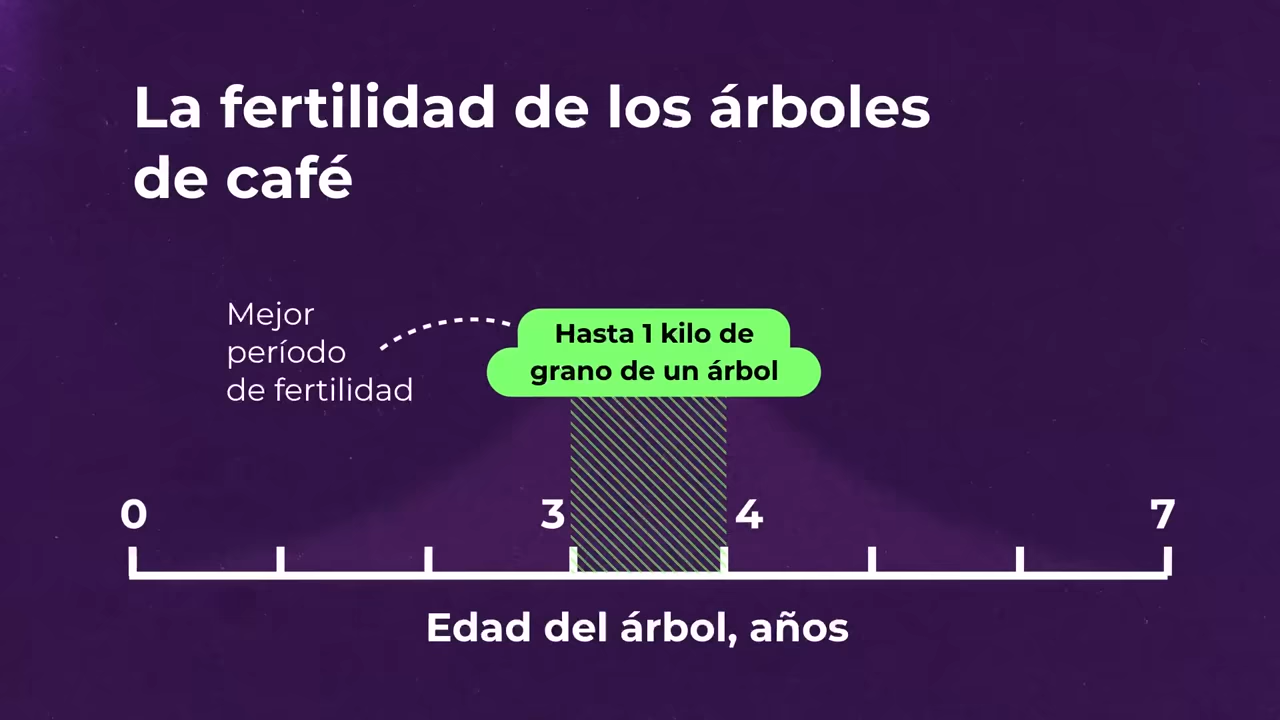 La fertilidad de los árboles
de café
Mejor
período
de fertilidad
Hasta 1 kilo de
grano de un árbol
0
3
4
7
Edad del árbol, años